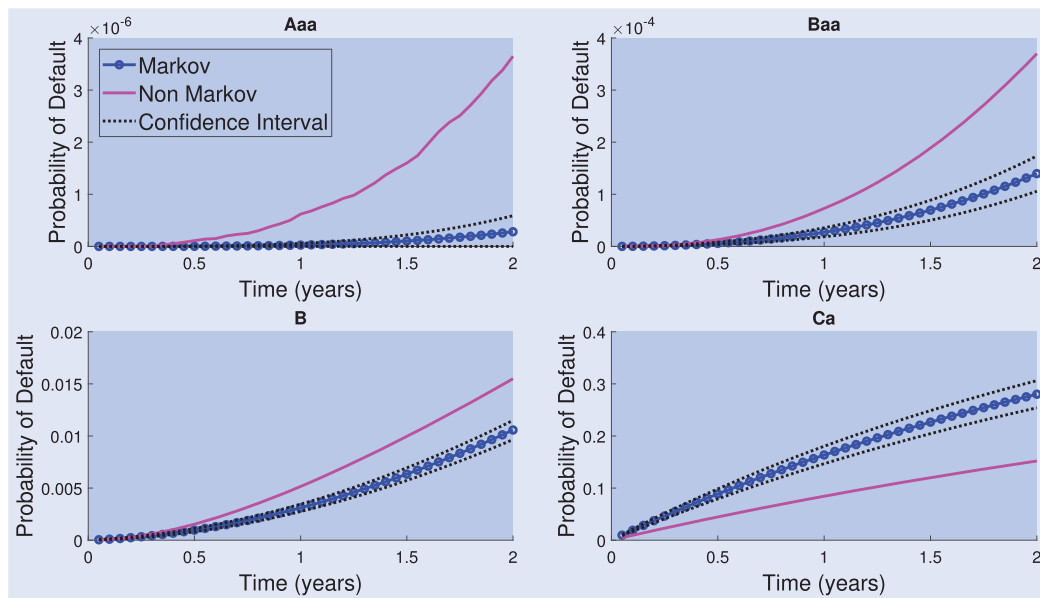 Aaa
×10⁻⁶
Probability of Default
4
3
2
1
0
Markov
Non Markov
Confidence Interval
0 0.5 1 1.5 2
Time (years)
Baa
×10⁻⁴
Probability of Default
4
3
2
1
0
0 0.5 1 1.5 2
Time (years)
B
Probability of Default
0.02
0.015
0.01
0.005
0
0 0.5 1 1.5 2
Time (years)
Ca
Probability of Default
0.4
0.3
0.2
0.1
0
0 0.5 1 1.5 2
Time (years)